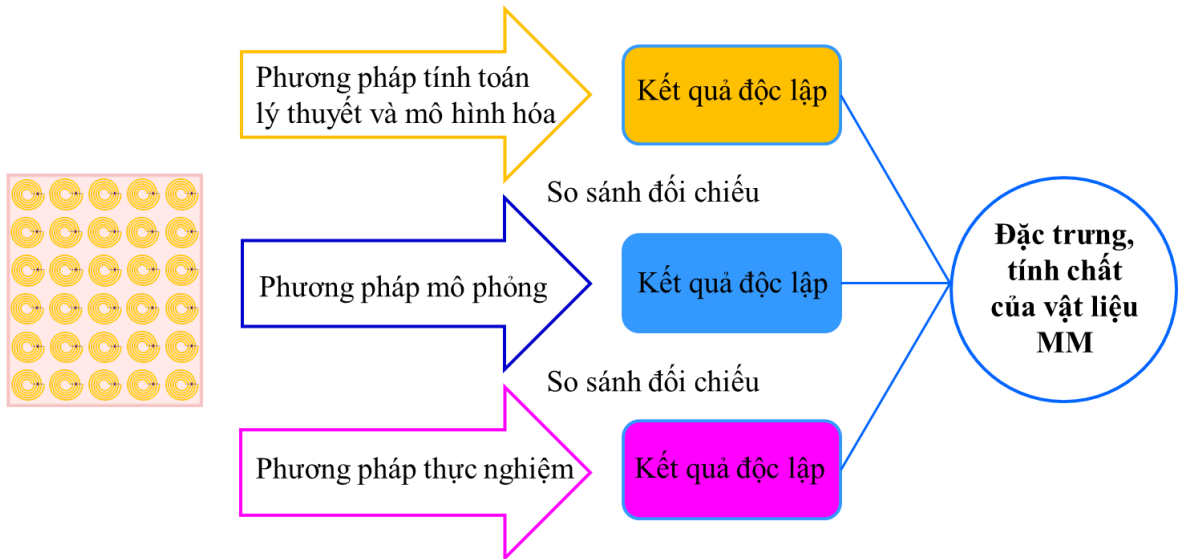 Phương pháp tính toán
lý thuyết và mô hình hóa
Kết quả độc lập
So sánh đối chiếu
Phương pháp mô phỏng
Kết quả độc lập
So sánh đối chiếu
Phương pháp thực nghiệm
Kết quả độc lập
Đặc trưng,
tính chất
của vật liệu
MM